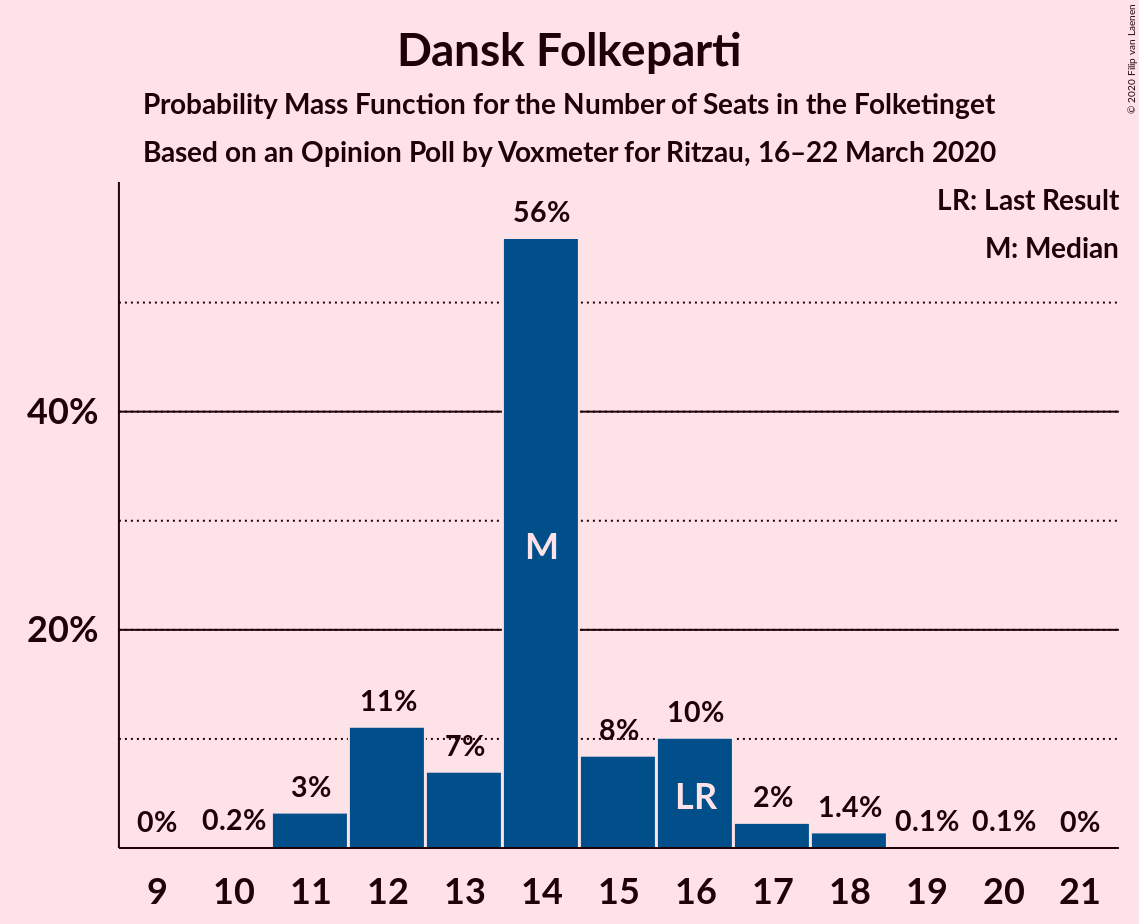 Dansk Folkeparti
Probability Mass Function for the Number of Seats in the Folketinget
Based on an Opinion Poll by Voxmeter for Ritzau, 16–22 March 2020
© 2020 Filip van Laenen
LR: Last Result
M: Median
40%
20%
0%
0.2%
3%
11%
7%
56%
M
8%
10%
LR
2%
1.4%
0.1%
0.1%
0%
9 10 11 12 13 14 15 16 17 18 19 20 21